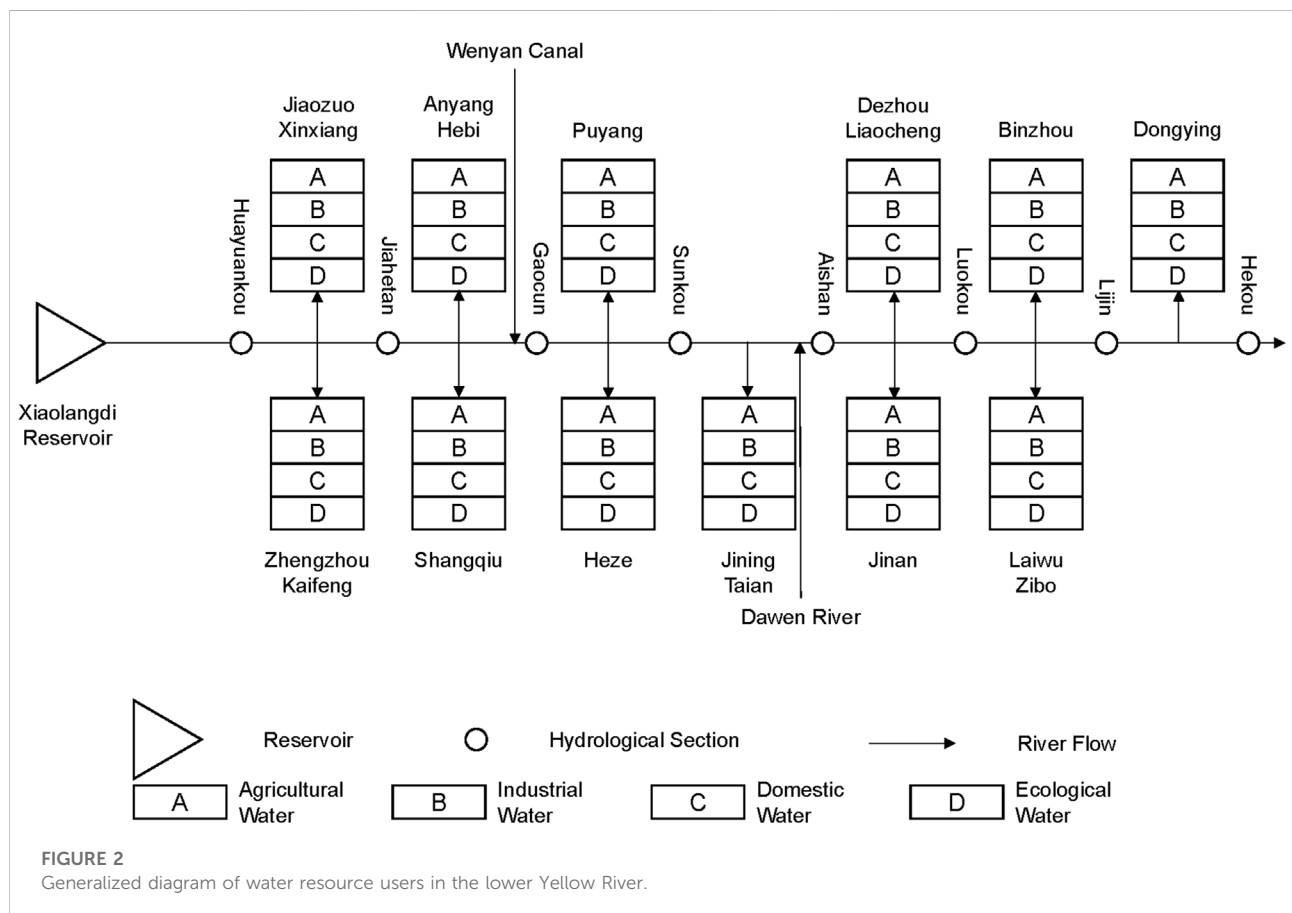 Wenyan Canal
Jiaozuo
Xinxiang
Anyang
Hebi
Puyang
Dezhou
Liaocheng
Binzhou
Dongying
A
B
C
D
A
B
C
D
A
B
C
D
A
B
C
D
A
B
C
D
A
B
C
D
Huayuankou
Jiahetan
Gaocun
Sunkou
Aishan
Luokou
Lijin
Hekou
Xiaolangdi
Reservoir
A
B
C
D
A
B
C
D
A
B
C
D
A
B
C
D
A
B
C
D
A
B
C
D
Zhengzhou
Kaifeng
Shangqiu
Heze
Jining
Taian
Jinan
Laiwu
Zibo
Dawen River
Reservoir
Hydrological Section
River Flow
A
Agricultural
Water
B
Industrial
Water
C
Domestic
Water
D
Ecological
Water
FIGURE 2
Generalized diagram of water resource users in the lower Yellow River.